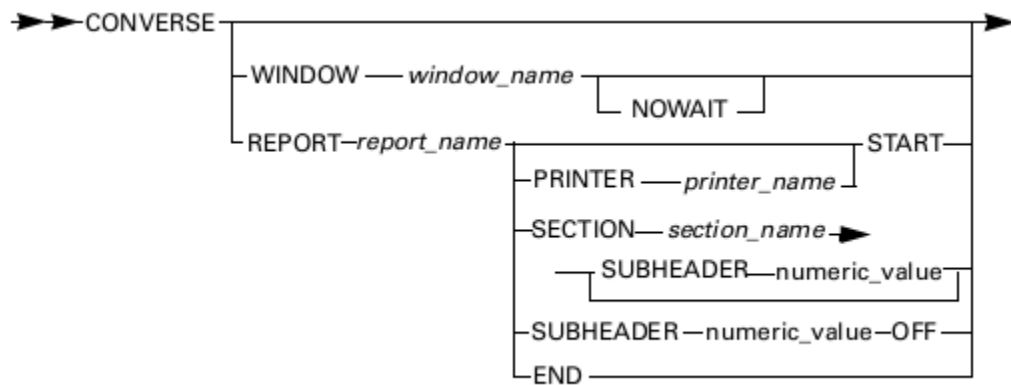 CONVERSE
WINDOW window_name
NOWAIT
REPORT report_name START
PRINTER printer_name
SECTION section_name
SUBHEADER numeric_value
SUBHEADER numeric_value OFF
END